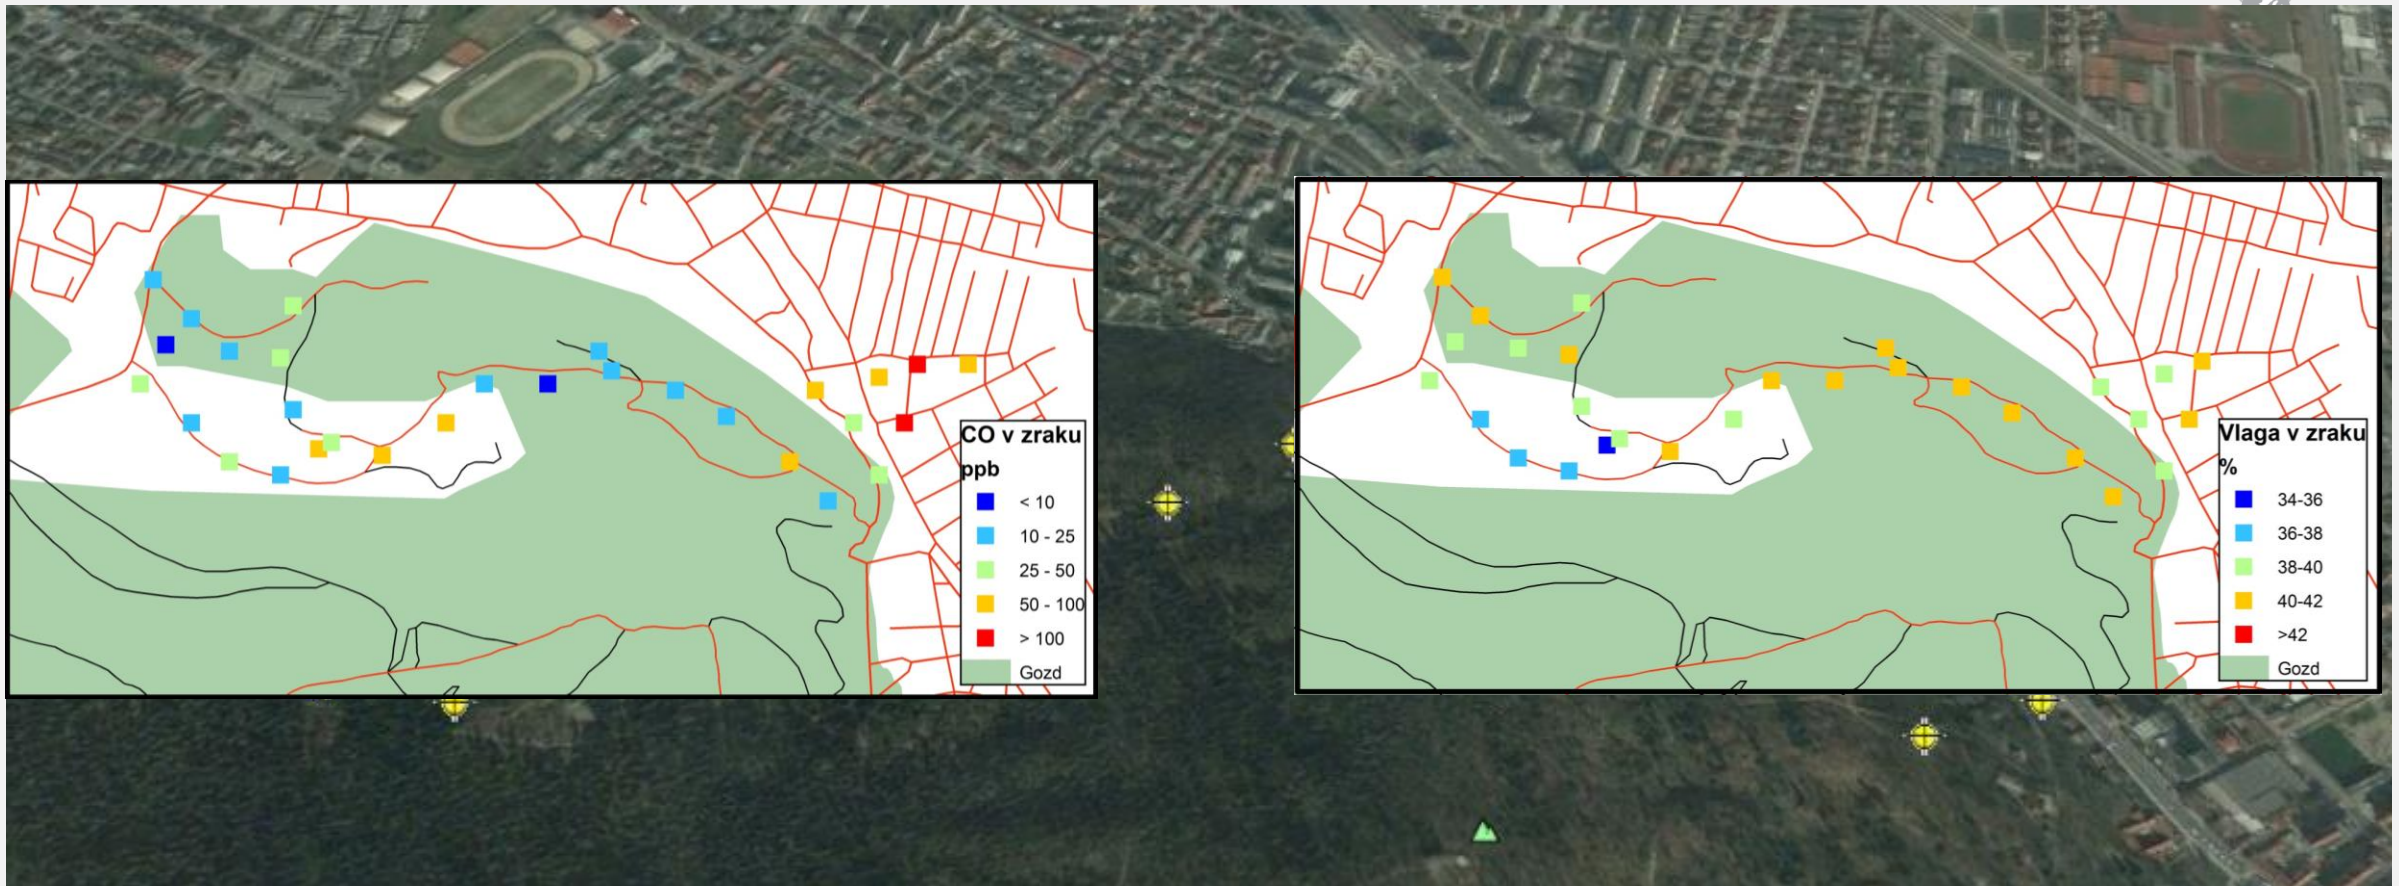 CO v zraku
ppb
< 10
10 - 25
25 - 50
50 - 100
> 100
Gozd
Vlaga v zraku
%
34-36
36-38
38-40
40-42
>42
Gozd